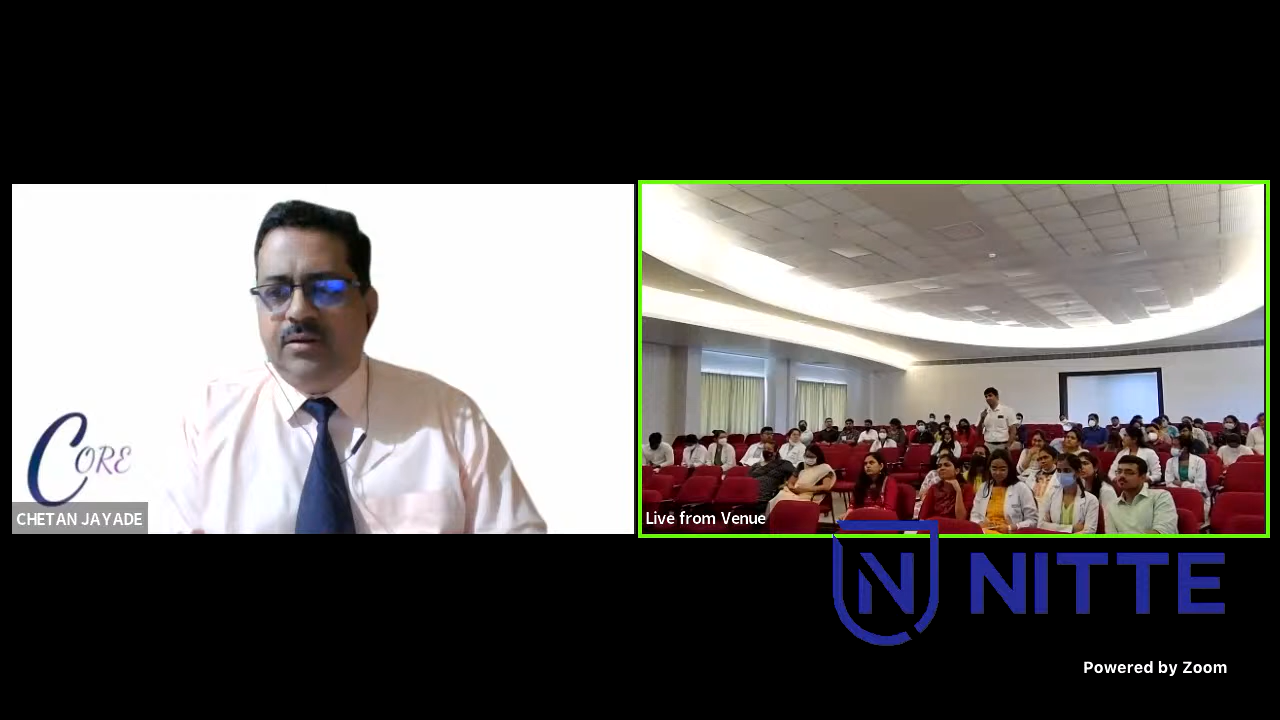 CORE
CHETAN JAYADE
Live from Venue
N NITTE
Powered by Zoom